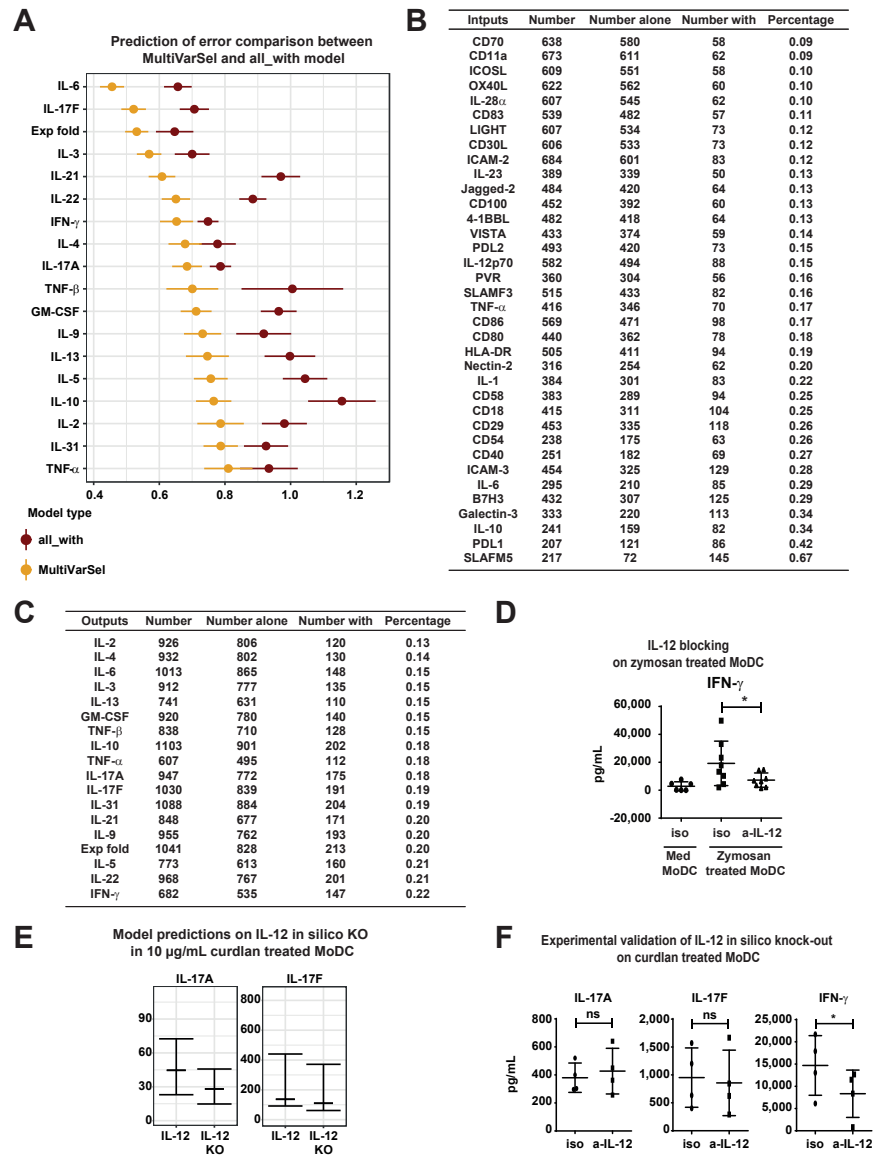 A
Prediction of error comparison between
MultiVarSel and all_with model
IL-6
IL-17F
Exp fold
IL-3
IL-21
IL-22
IFN-γ
IL-4
IL-17A
TNF-β
GM-CSF
IL-9
IL-13
IL-5
IL-10
IL-2
IL-31
TNF-α
0.4 0.6 0.8 1.0 1.2
Model type
all_with
MultiVarSel
B
Intputs Number Number alone Number with Percentage
CD70 638 580 58 0.09
CD11a 673 611 62 0.09
ICOSL 609 551 58 0.10
OX40L 622 562 60 0.10
IL-28α 607 545 62 0.10
CD83 539 482 57 0.11
LIGHT 607 534 73 0.12
CD30L 606 533 73 0.12
ICAM-2 684 601 83 0.12
IL-23 389 339 50 0.13
Jagged-2 484 420 64 0.13
CD100 452 392 60 0.13
4-1BBL 482 418 64 0.13
VISTA 433 374 59 0.14
PDL2 493 420 73 0.15
IL-12p70 582 494 88 0.15
PVR 360 304 56 0.16
SLAMF3 515 433 82 0.16
TNF-α 416 346 70 0.17
CD86 569 471 98 0.17
CD80 440 362 78 0.18
HLA-DR 505 411 94 0.19
Nectin-2 316 254 62 0.20
IL-1 384 301 83 0.22
CD58 383 289 94 0.25
CD18 415 311 104 0.25
CD29 453 335 118 0.26
CD54 238 175 63 0.26
CD40 251 182 69 0.27
ICAM-3 454 325 129 0.28
IL-6 295 210 85 0.29
B7H3 432 307 125 0.29
Galectin-3 333 220 113 0.34
IL-10 241 159 82 0.34
PDL1 207 121 86 0.42
SLAFM5 217 72 145 0.67
C
Outputs Number Number alone Number with Percentage
IL-2 926 806 120 0.13
IL-4 932 802 130 0.14
IL-6 1013 865 148 0.15
IL-3 912 777 135 0.15
IL-13 741 631 110 0.15
GM-CSF 920 780 140 0.15
TNF-β 838 710 128 0.15
IL-10 1103 901 202 0.18
TNF-α 607 495 112 0.18
IL-17A 947 772 175 0.18
IL-17F 1030 839 191 0.19
IL-31 1088 884 204 0.19
IL-21 848 677 171 0.20
IL-9 955 762 193 0.20
Exp fold 1041 828 213 0.20
IL-5 773 613 160 0.21
IL-22 968 767 201 0.21
IFN-γ 682 535 147 0.22
D
IL-12 blocking
on zymosan treated MoDC
IFN-γ
*
60,000
40,000
20,000
0
-20,000
pg/mL
iso iso a-IL-12
Med Zymosan
MoDC treated MoDC
E
Model predictions on IL-12 in silico KO
in 10 µg/mL curdlan treated MoDC
IL-17A IL-17F
90
60
30
0
800
600
400
200
0
IL-12 IL-12 IL-12 IL-12
KO KO
F
Experimental validation of IL-12 in silico knock-out
on curdlan treated MoDC
IL-17A IL-17F IFN-γ
ns ns *
pg/mL
800
600
400
200
0
2,000
1,500
1,000
500
0
25,000
20,000
15,000
10,000
5,000
0
iso a-IL-12 iso a-IL-12 iso a-IL-12